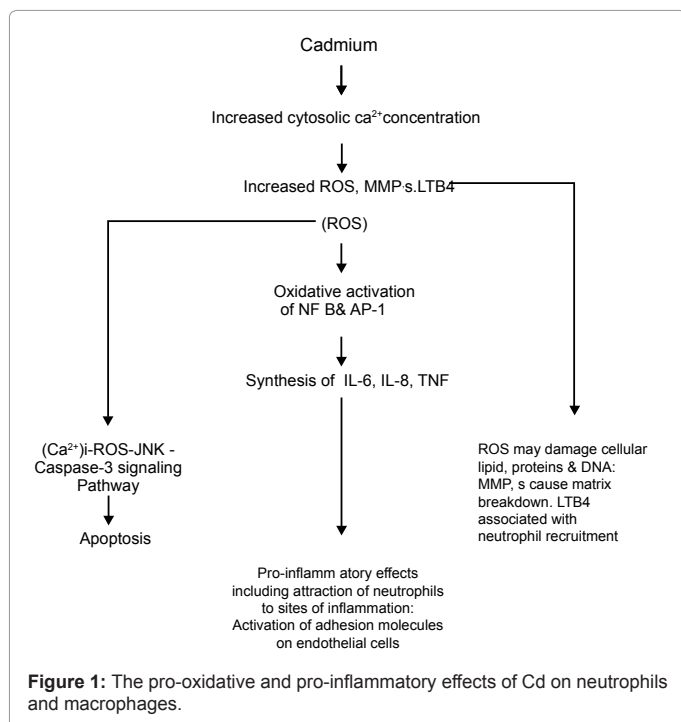 Cadmium
Increased cytosolic ca²⁺concentration
Increased ROS, MMP·s.LTB4
(ROS)
Oxidative activation
of NF B& AP-1
Synthesis of IL-6, IL-8, TNF
(Ca²⁺)i-ROS-JNK -
Caspase-3 signaling
Pathway
Apoptosis
ROS may damage cellular
lipid, proteins & DNA:
MMP, s cause matrix
breakdown. LTB4
associated with
neutrophil recruitment
Pro-inflamm atory effects
including attraction of neutrophils
to sites of inflammation:
Activation of adhesion molecules
on endothelial cells
Figure 1: The pro-oxidative and pro-inflammatory effects of Cd on neutrophils
and macrophages.